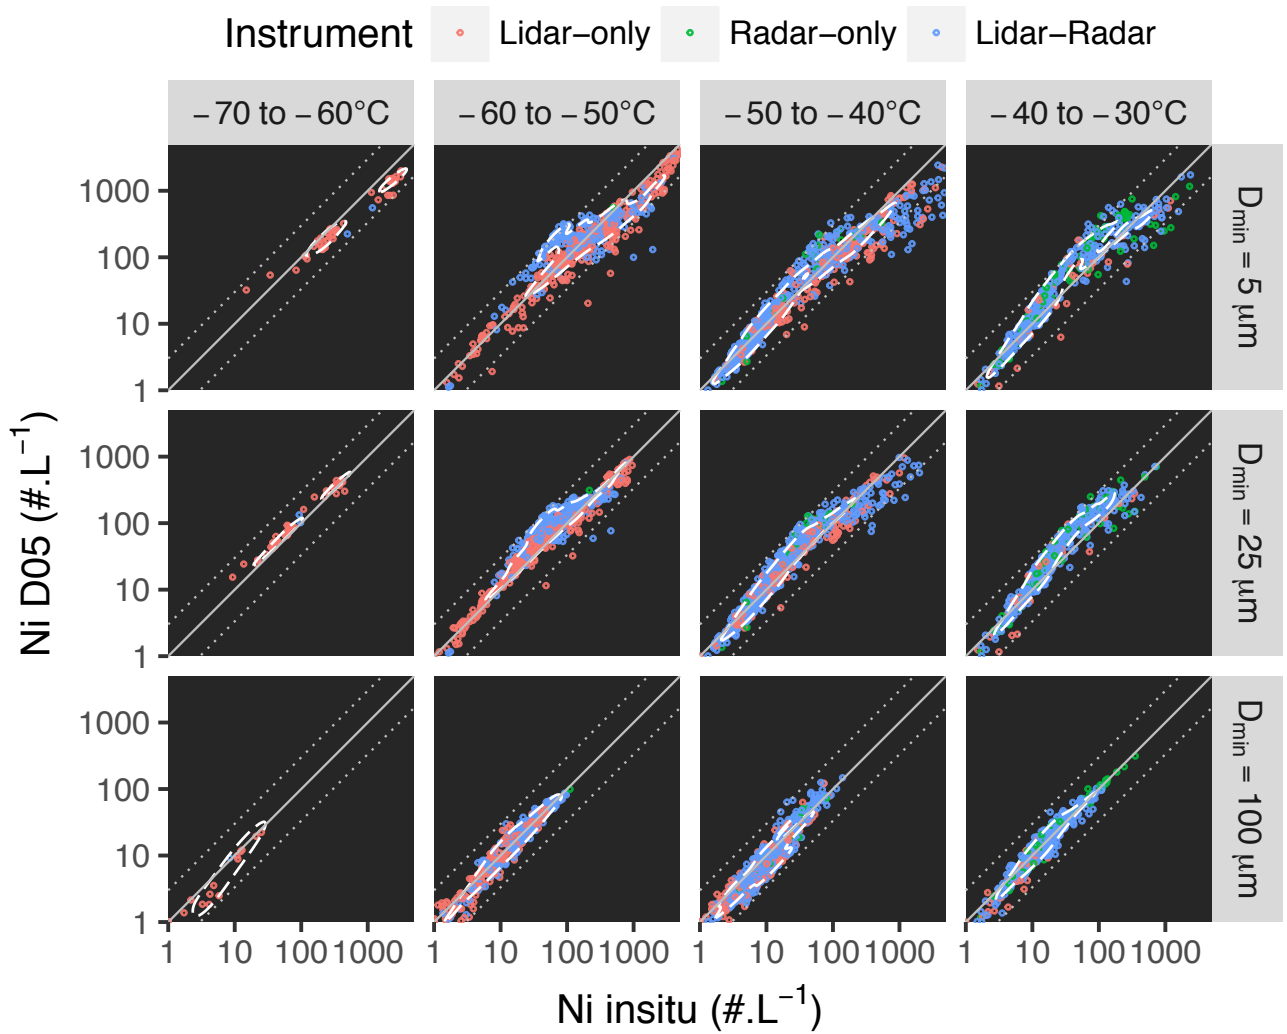 Instrument Lidar−only Radar−only Lidar−Radar
−70 to −60°C −60 to −50°C −50 to −40°C −40 to −30°C
1000
100
10
1
Dmin = 5 μm
1000
100
10
1
Dmin = 25 μm
1000
100
10
1
Dmin = 100 μm
Ni D05 (#.L⁻¹)
1 10 100 1000 1 10 100 1000 1 10 100 1000 1 10 100 1000
Ni insitu (#.L⁻¹)